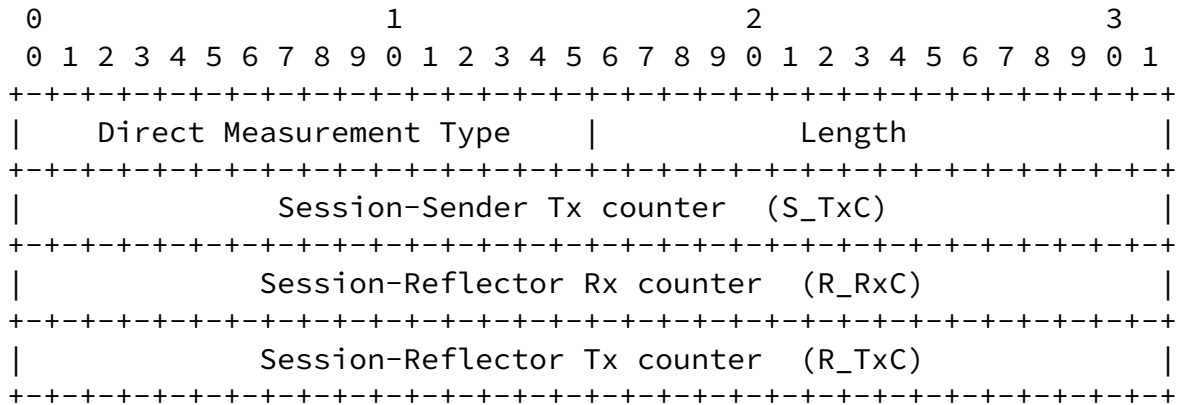 0                   1                   2                   3
 0 1 2 3 4 5 6 7 8 9 0 1 2 3 4 5 6 7 8 9 0 1 2 3 4 5 6 7 8 9 0 1
+-+-+-+-+-+-+-+-+-+-+-+-+-+-+-+-+-+-+-+-+-+-+-+-+-+-+-+-+-+-+-+-+
|    Direct Measurement Type    |           Length              |
+-+-+-+-+-+-+-+-+-+-+-+-+-+-+-+-+-+-+-+-+-+-+-+-+-+-+-+-+-+-+-+-+
|              Session-Sender Tx counter  (S_TxC)               |
+-+-+-+-+-+-+-+-+-+-+-+-+-+-+-+-+-+-+-+-+-+-+-+-+-+-+-+-+-+-+-+-+
|             Session-Reflector Rx counter  (R_RxC)             |
+-+-+-+-+-+-+-+-+-+-+-+-+-+-+-+-+-+-+-+-+-+-+-+-+-+-+-+-+-+-+-+-+
|             Session-Reflector Tx counter  (R_TxC)             |
+-+-+-+-+-+-+-+-+-+-+-+-+-+-+-+-+-+-+-+-+-+-+-+-+-+-+-+-+-+-+-+-+